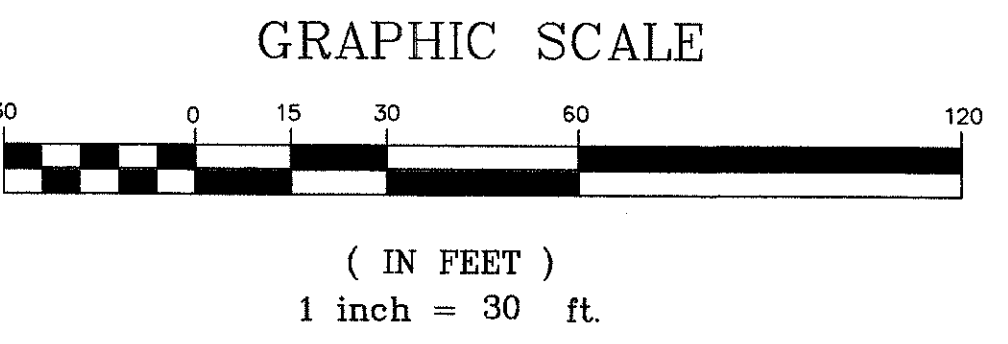 GRAPHIC SCALE
0 15 30 60 120
( IN FEET )
1 inch = 30 ft.